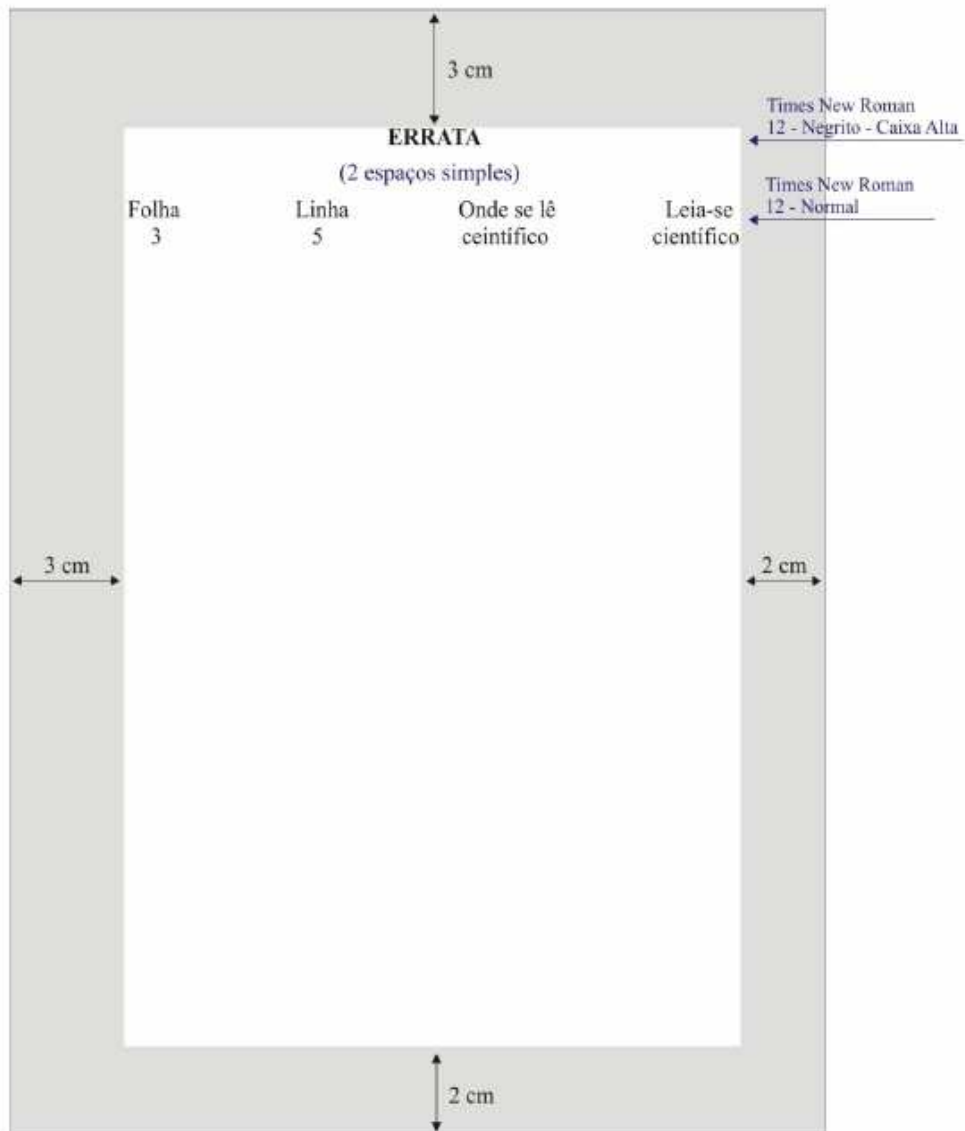 3 cm
Times New Roman
12 - Negrito - Caixa Alta
ERRATA
(2 espaços simples)
Times New Roman
12 - Normal
Folha Linha Onde se lê Leia-se
3 5 ceintífico científico
3 cm
2 cm
2 cm